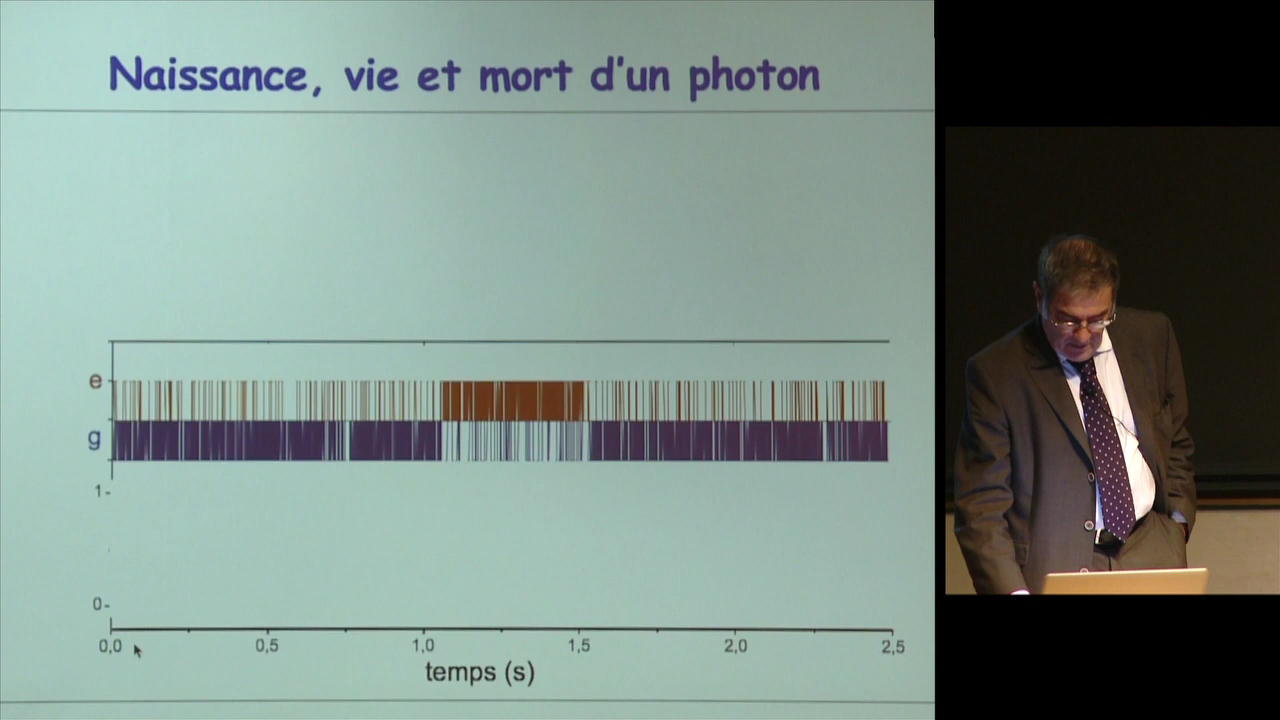 Naissance, vie et mort d'un photon
e
g
1-
0-
0,0 0,5 1,0 1,5 2,0 2,5
temps (s)